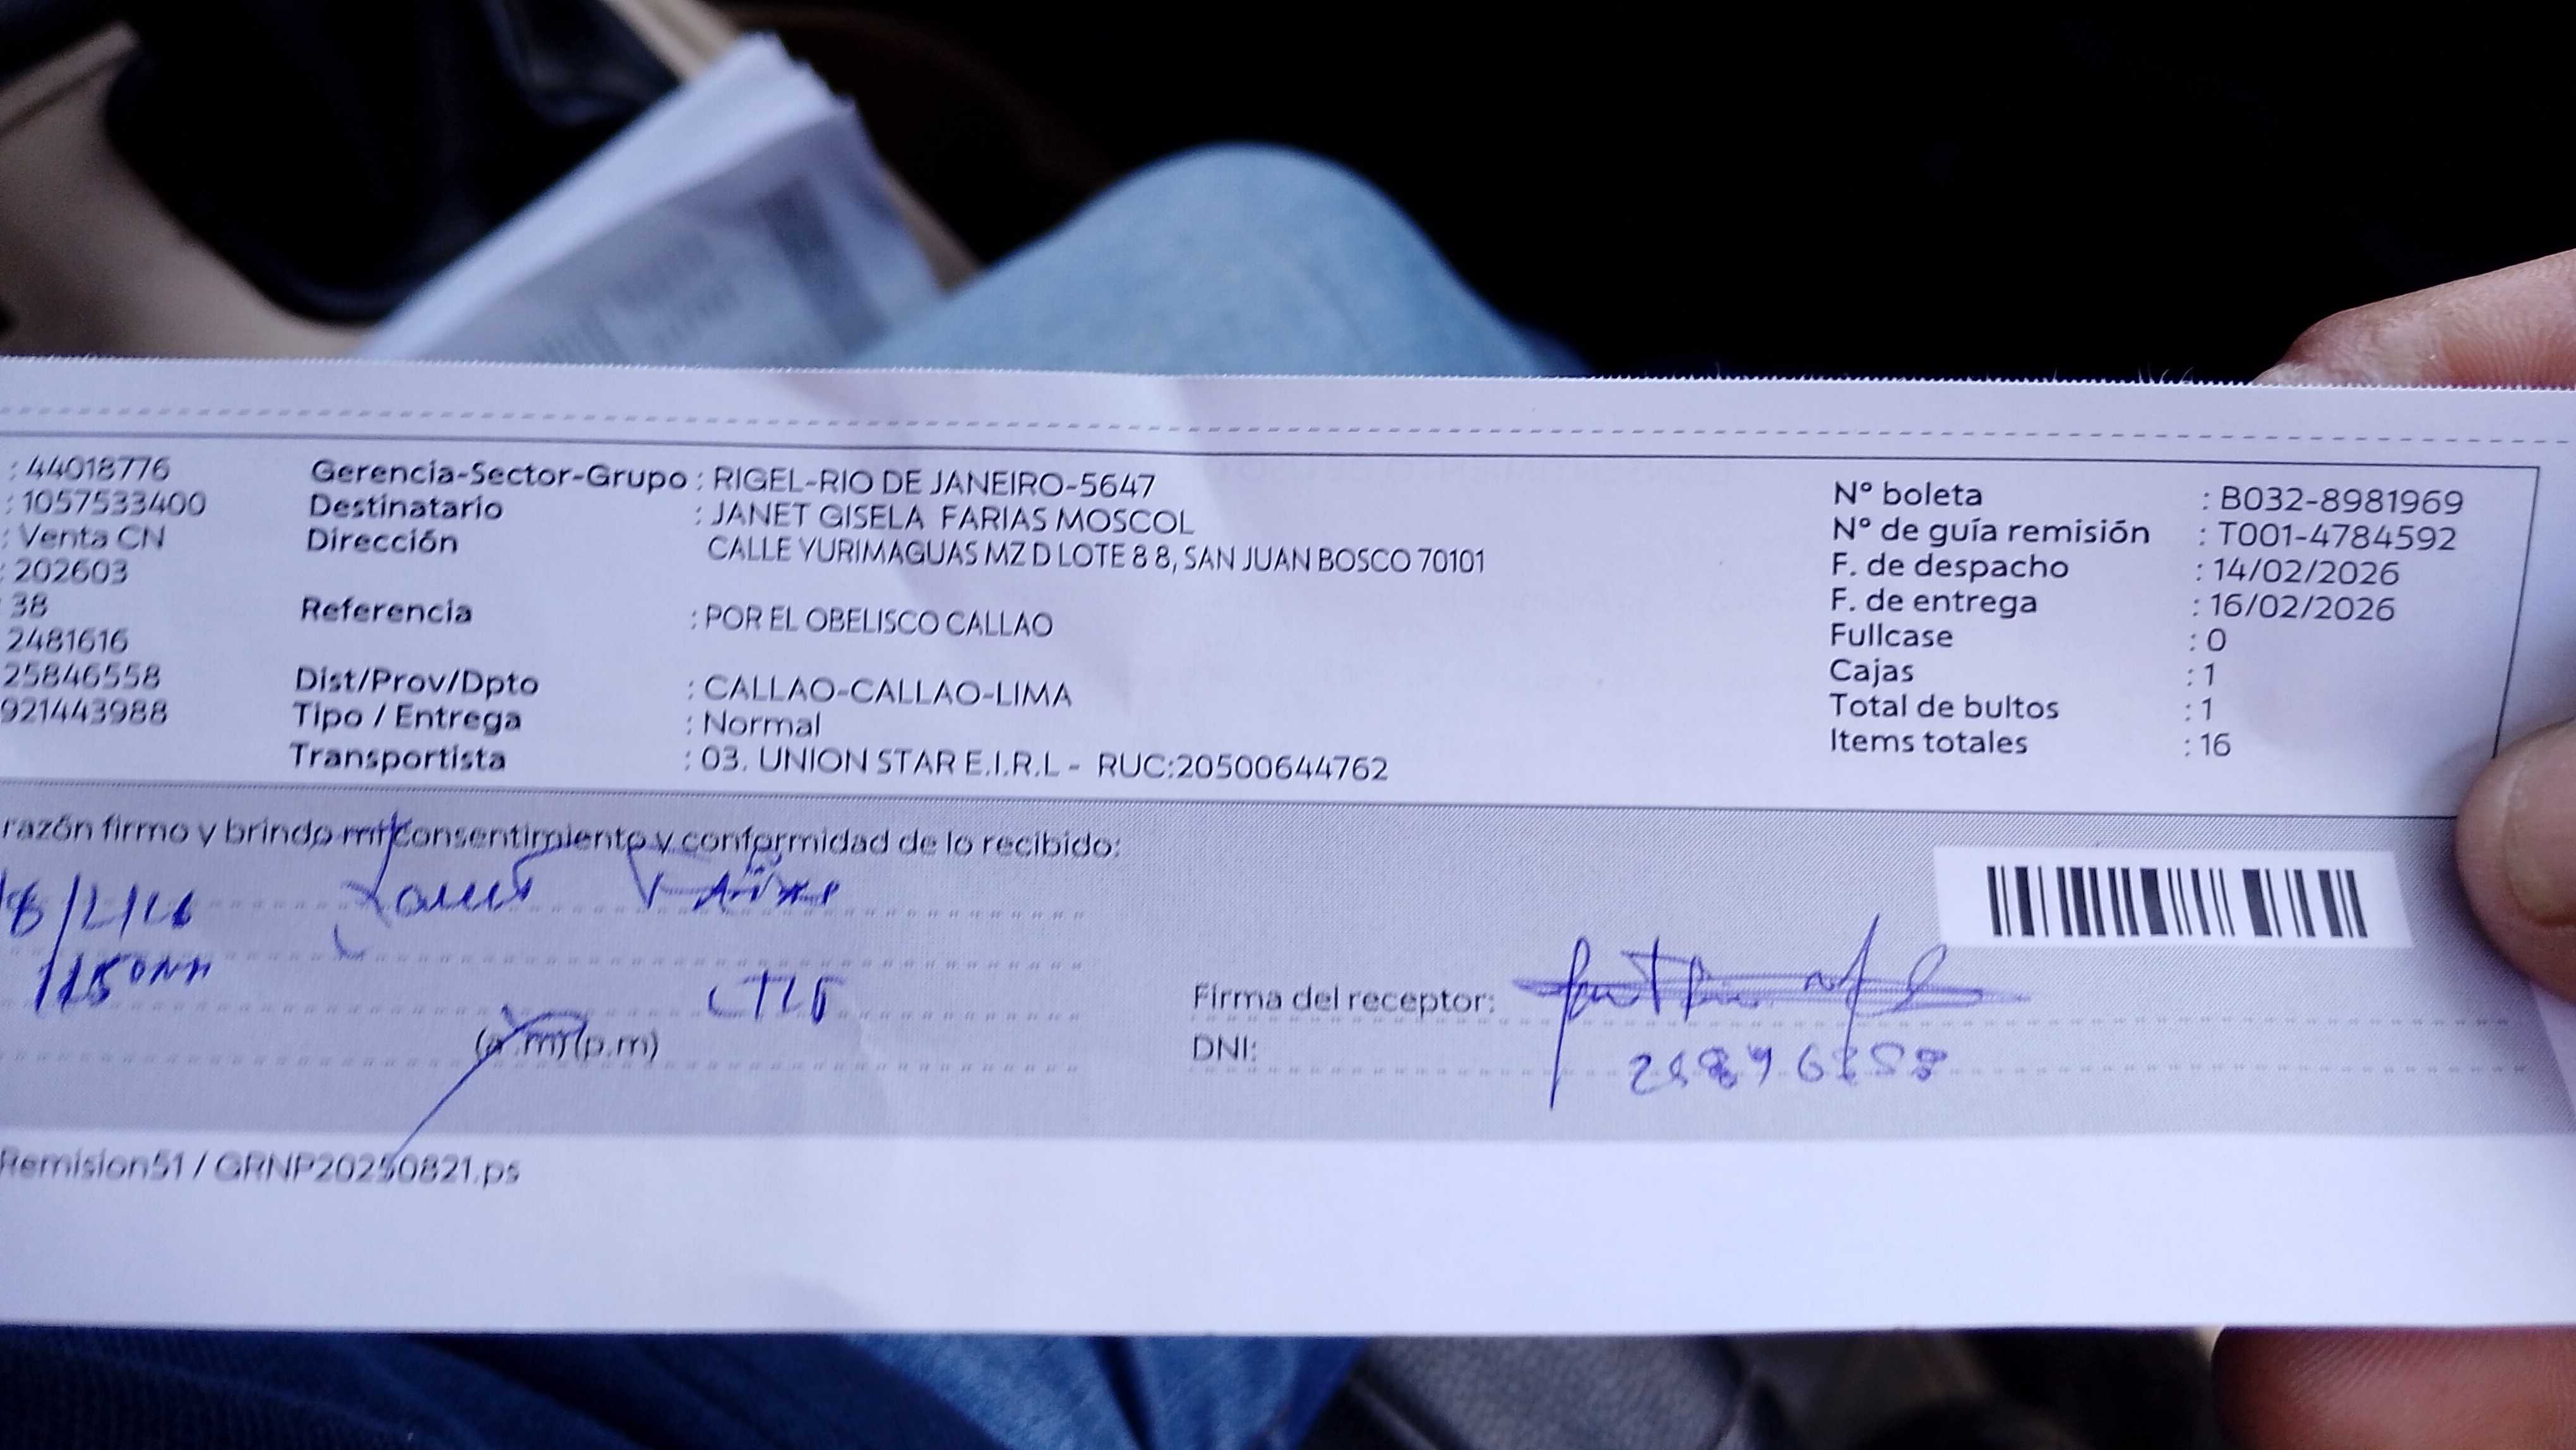 : 44018776
: 1057533400
: Venta CN
: 202603
: 38
2481616
25846558
921443988
Gerencia-Sector-Grupo : RIGEL-RIO DE JANEIRO-5647
Destinatario : JANET GISELA FARIAS MOSCOL
Dirección CALLE YURIMAGUAS MZ D LOTE 8 8, SAN JUAN BOSCO 70101
Referencia : POR EL OBELISCO CALLAO
Dist/Prov/Dpto : CALLAO-CALLAO-LIMA
Tipo / Entrega : Normal
Transportista : 03. UNION STAR E.I.R.L - RUC:20500644762
Nº boleta : B032-8981969
Nº de guía remisión : T001-4784592
F. de despacho : 14/02/2026
F. de entrega : 16/02/2026
Fullcase : 0
Cajas : 1
Total de bultos : 1
Items totales : 16
razón firmo y brindo mi consentimiento y conformidad de lo recibido:
(a.m)(p.m)
Firma del receptor:
DNI:
Remision51 / GRNP20250821.ps